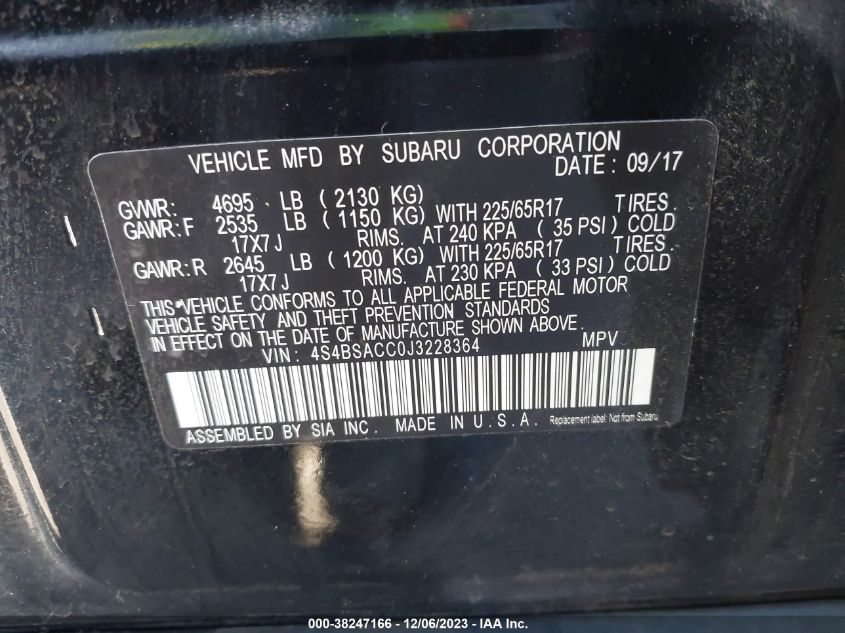 VEHICLE MFD BY SUBARU CORPORATION
DATE: 09/17
GVWR: 4695 LB (2130 KG)
GAWR: F 2535 LB (1150 KG) WITH 225/65R17 TIRES.
17X7J RIMS. AT 240 KPA (35 PSI) COLD
GAWR: R 2645 LB (1200 KG) WITH 225/65R17 TIRES.
17X7J RIMS. AT 230 KPA (33 PSI) COLD
THIS VEHICLE CONFORMS TO ALL APPLICABLE FEDERAL MOTOR
VEHICLE SAFETY AND THEFT PREVENTION STANDARDS
IN EFFECT ON THE DATE OF MANUFACTURE SHOWN ABOVE.
VIN: 4S4BSACC0J3228364 MPV
ASSEMBLED BY SIA INC. MADE IN U.S.A. Replacement label: Not from Subaru
000-38247166 - 12/06/2023 - IAA Inc.